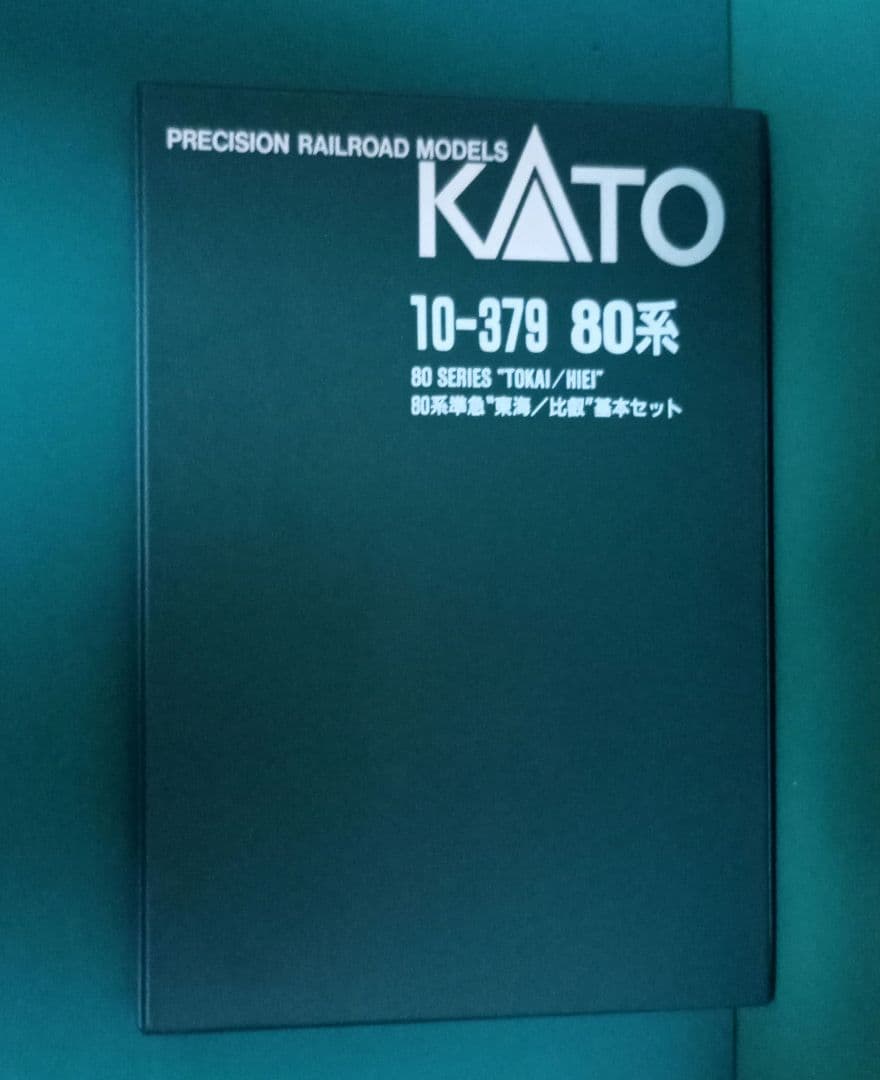 PRECISION RAILROAD MODELS
KATO
10-379 80系
80 SERIES "TOKAI/HIEI"
80系準急"東海/比叡"基本セット